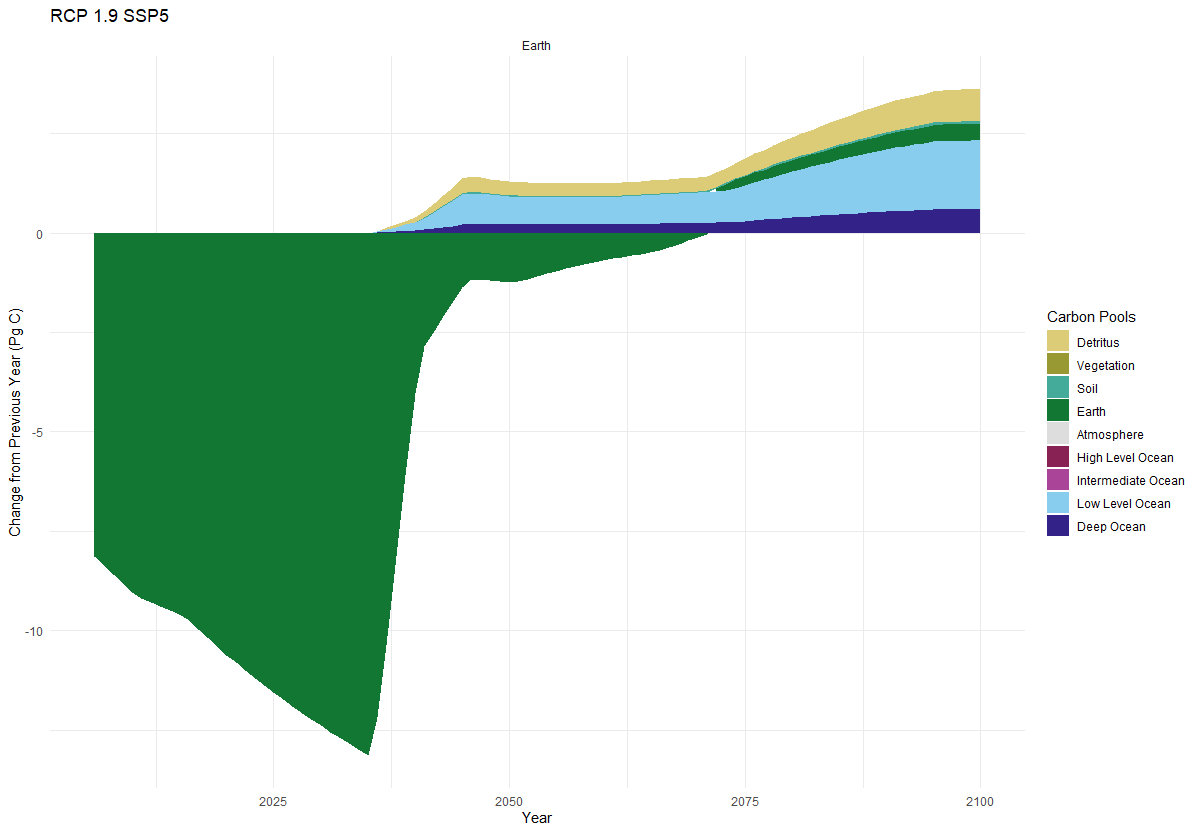 RCP 1.9 SSP5
Earth
Change from Previous Year (Pg C)
0
-5
-10
2025
2050
2075
2100
Year
Carbon Pools
Detritus
Vegetation
Soil
Earth
Atmosphere
High Level Ocean
Intermediate Ocean
Low Level Ocean
Deep Ocean